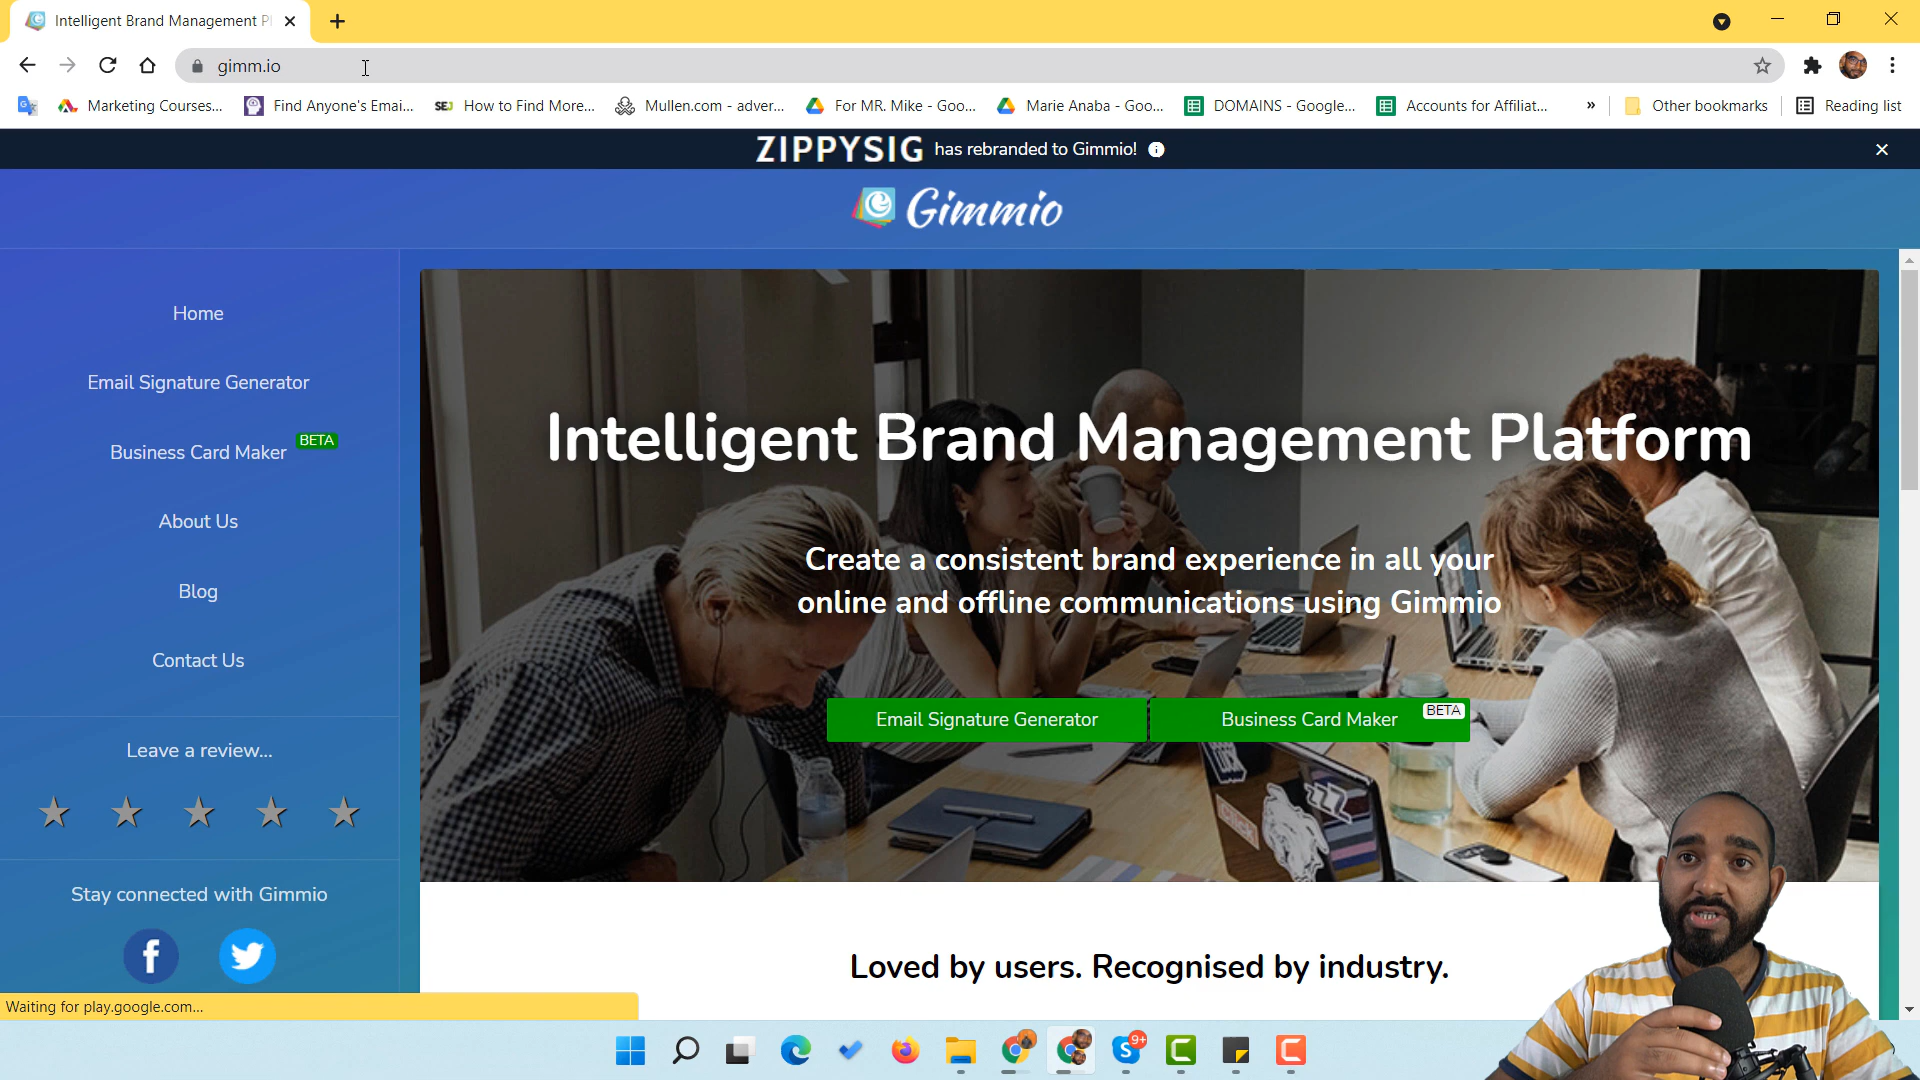 Intelligent Brand Management P
gimm.io
Marketing Courses...
Find Anyone's Emai...
SEJ
How to Find More...
Mullen.com - adver...
For MR. Mike - Goo...
Marie Anaba - Goo...
DOMAINS - Google...
Accounts for Affiliat...
»
Other bookmarks
Reading list
ZIPPYSIG has rebranded to Gimmio!
Gimmio
Home
Email Signature Generator
Business Card Maker BETA
About Us
Blog
Contact Us
Leave a review...
Stay connected with Gimmio
Intelligent Brand Management Platform
Create a consistent brand experience in all your
online and offline communications using Gimmio
Email Signature Generator
Business Card Maker BETA
Loved by users. Recognised by industry.
Waiting for play.google.com...
9+